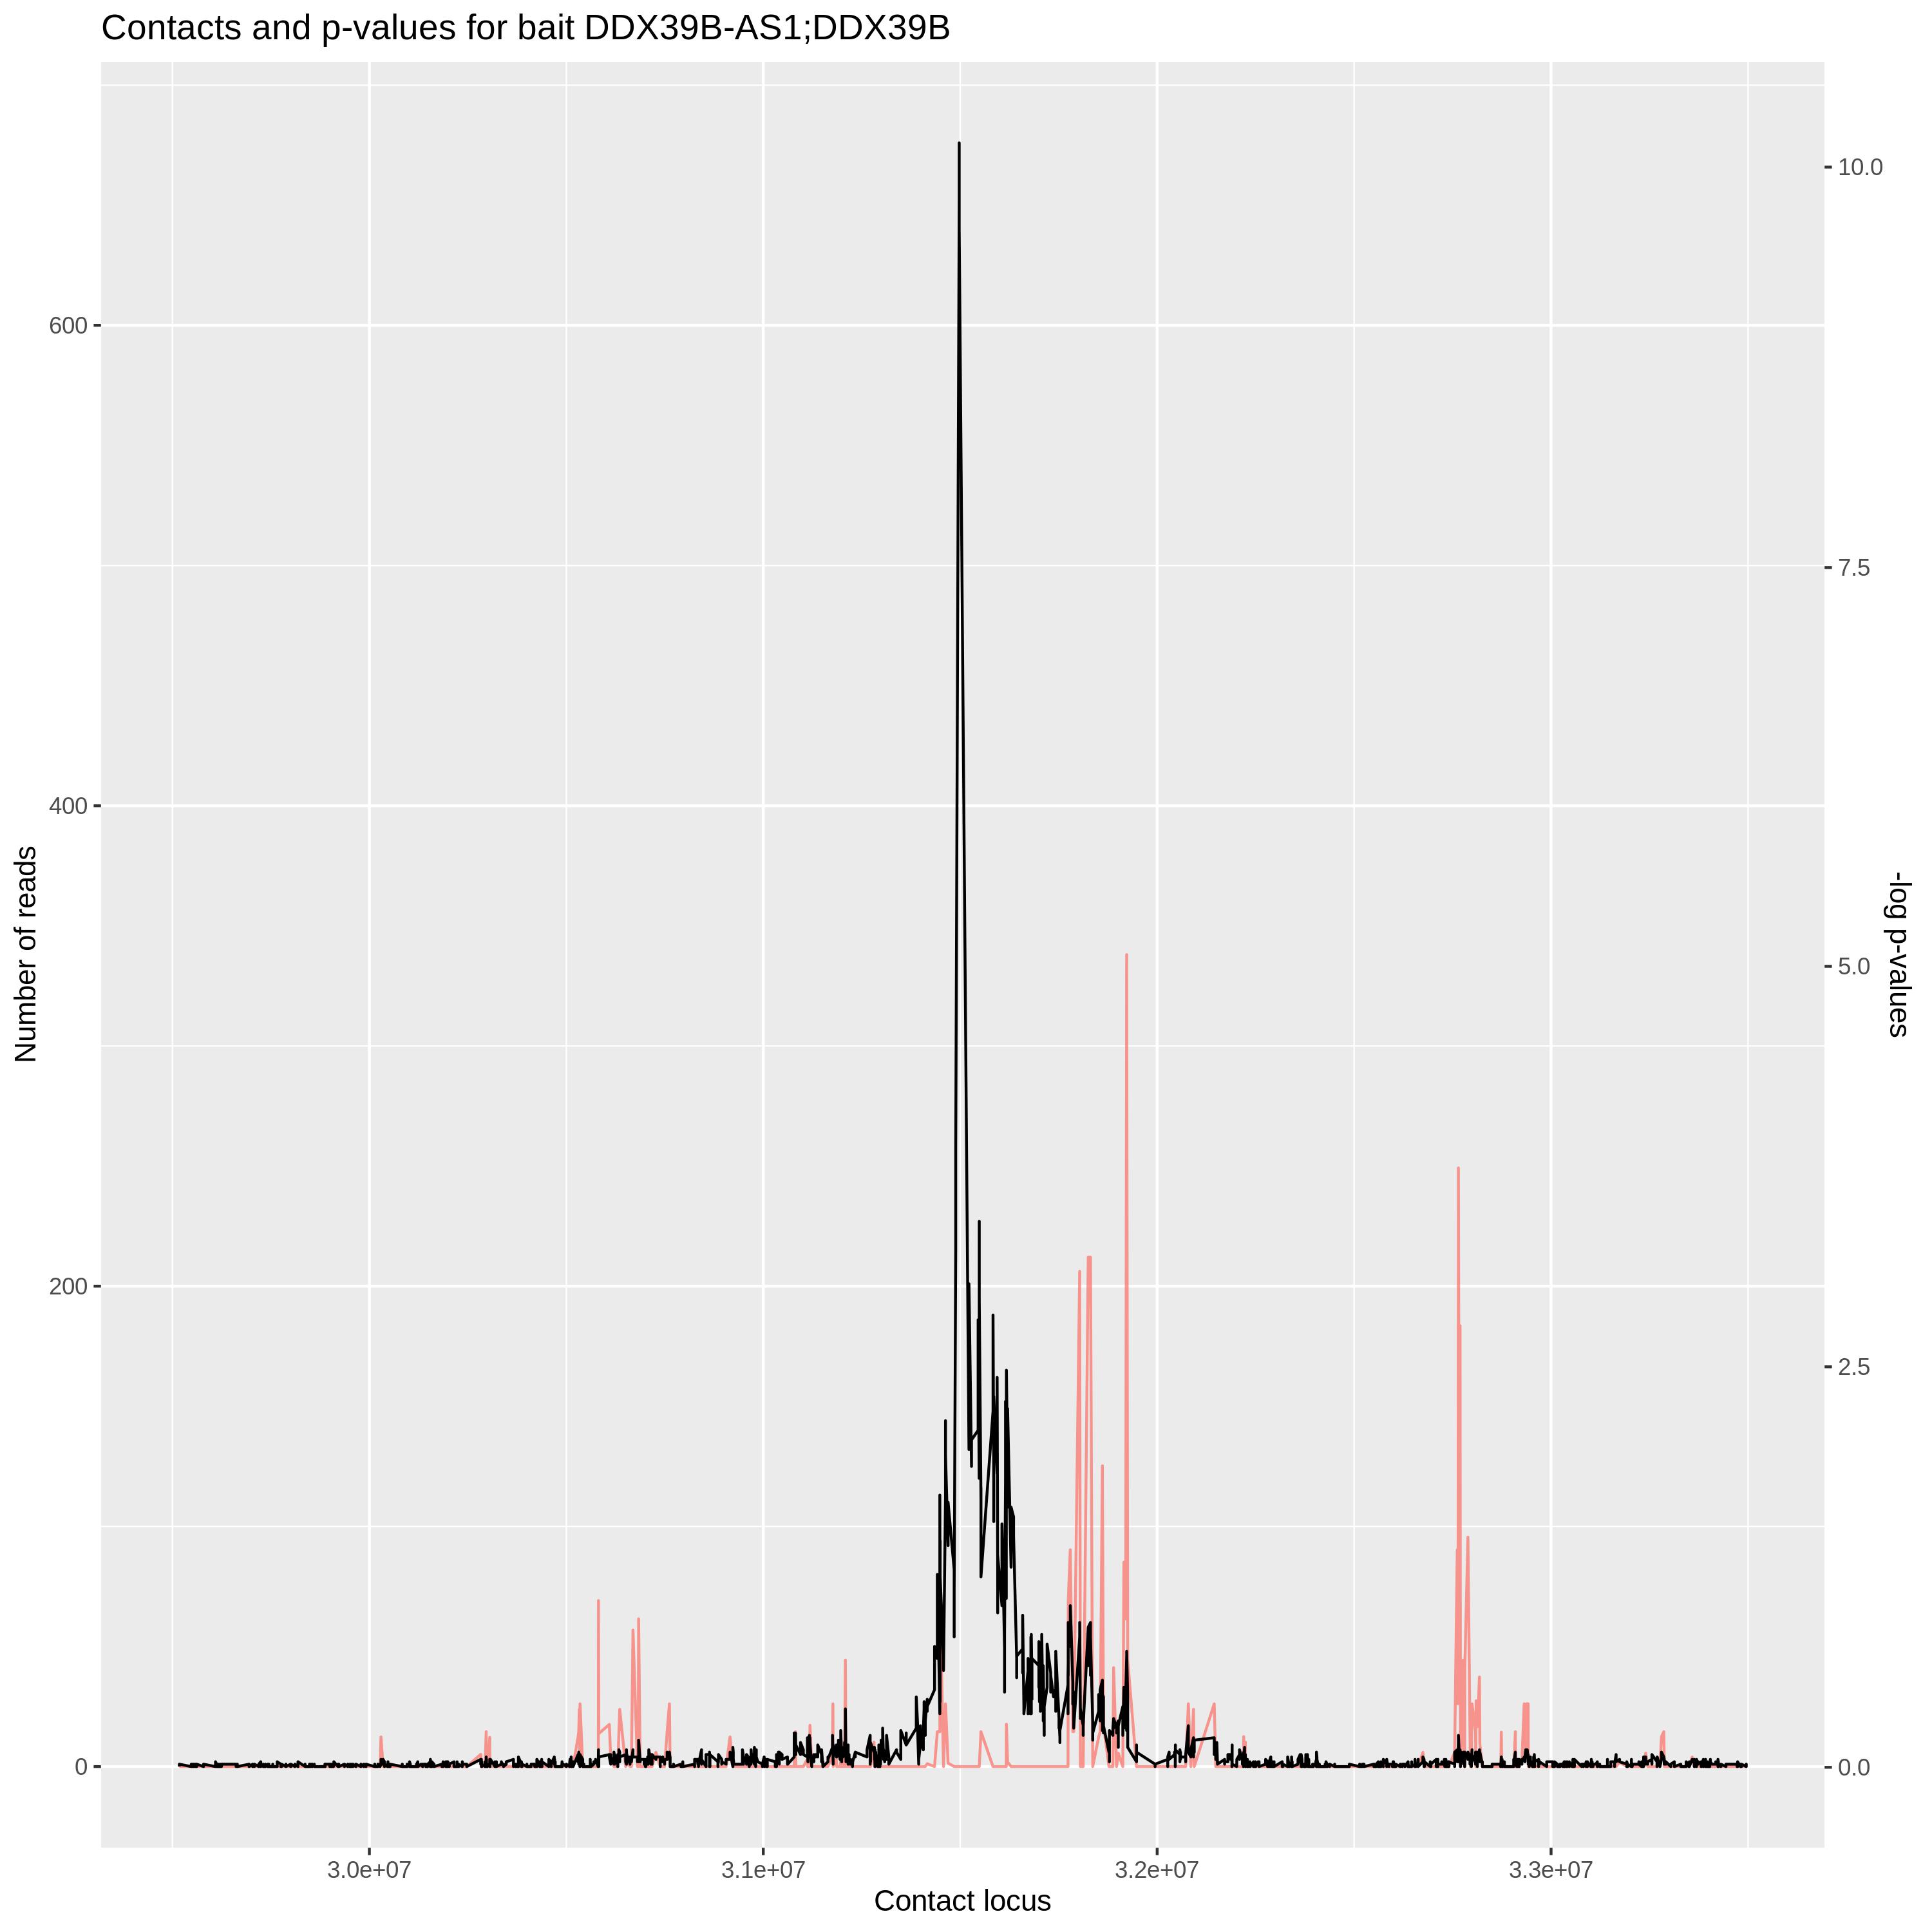 Contacts and p-values for bait DDX39B-AS1;DDX39B
Number of reads
600
400
200
0
10.0
7.5
5.0
2.5
0.0
-log p-values
3.0e+07
3.1e+07
3.2e+07
3.3e+07
Contact locus